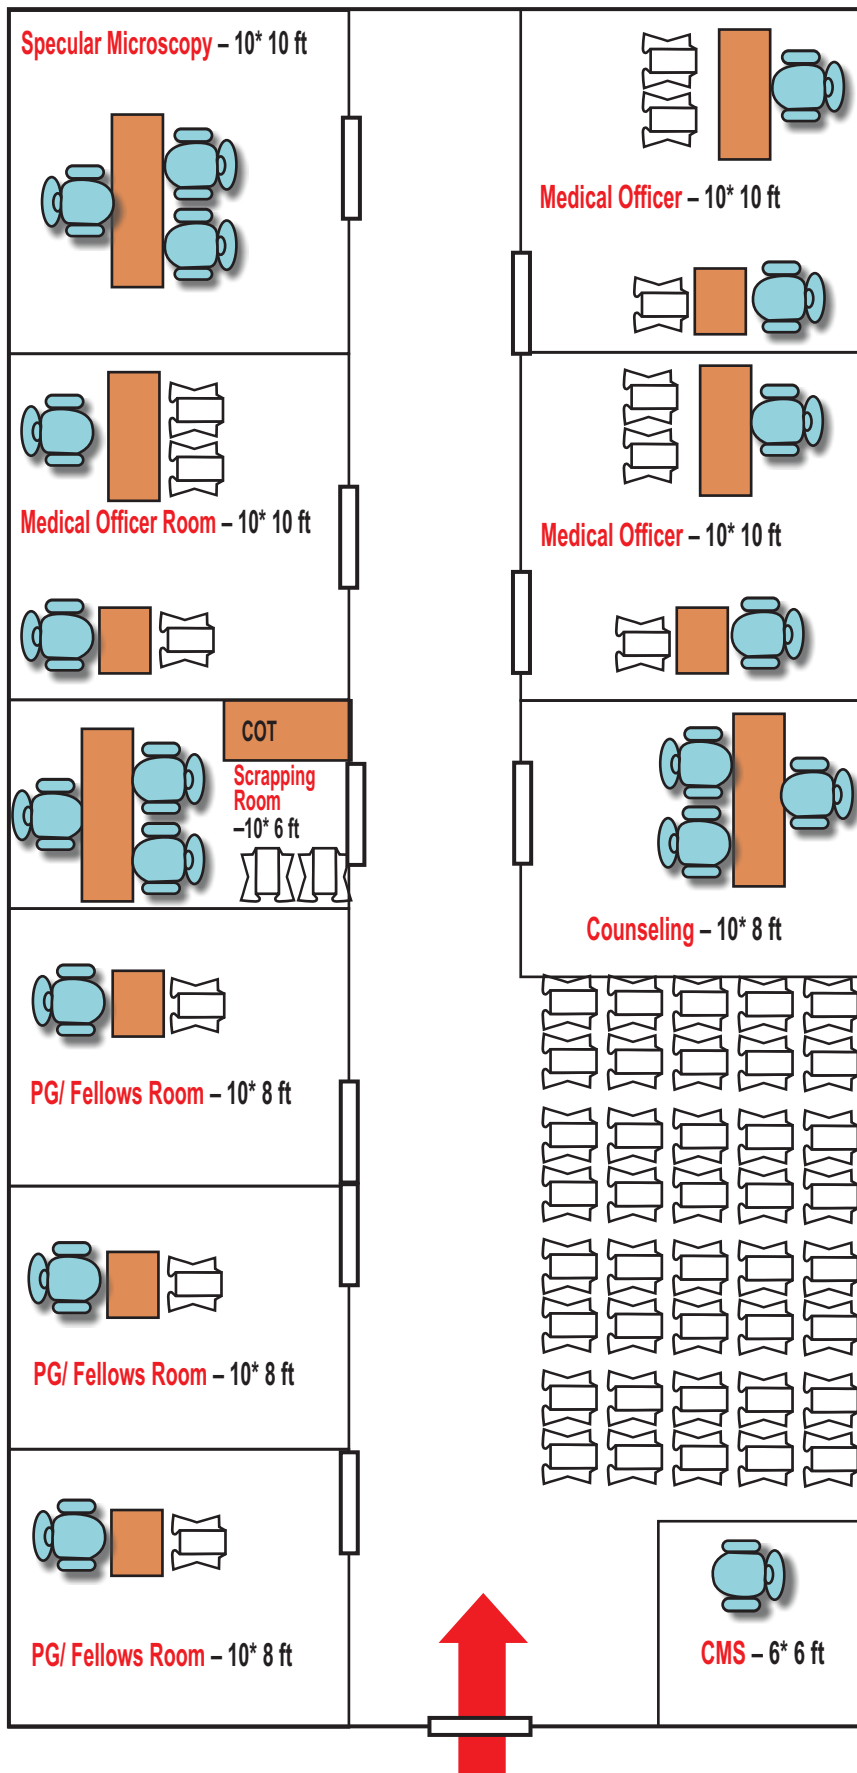 Specular Microscopy – 10* 10 ft
Medical Officer Room – 10* 10 ft
COT
Scrapping
Room
–10* 6 ft
PG/ Fellows Room – 10* 8 ft
PG/ Fellows Room – 10* 8 ft
PG/ Fellows Room – 10* 8 ft
Medical Officer – 10* 10 ft
Medical Officer – 10* 10 ft
Counseling – 10* 8 ft
CMS – 6* 6 ft